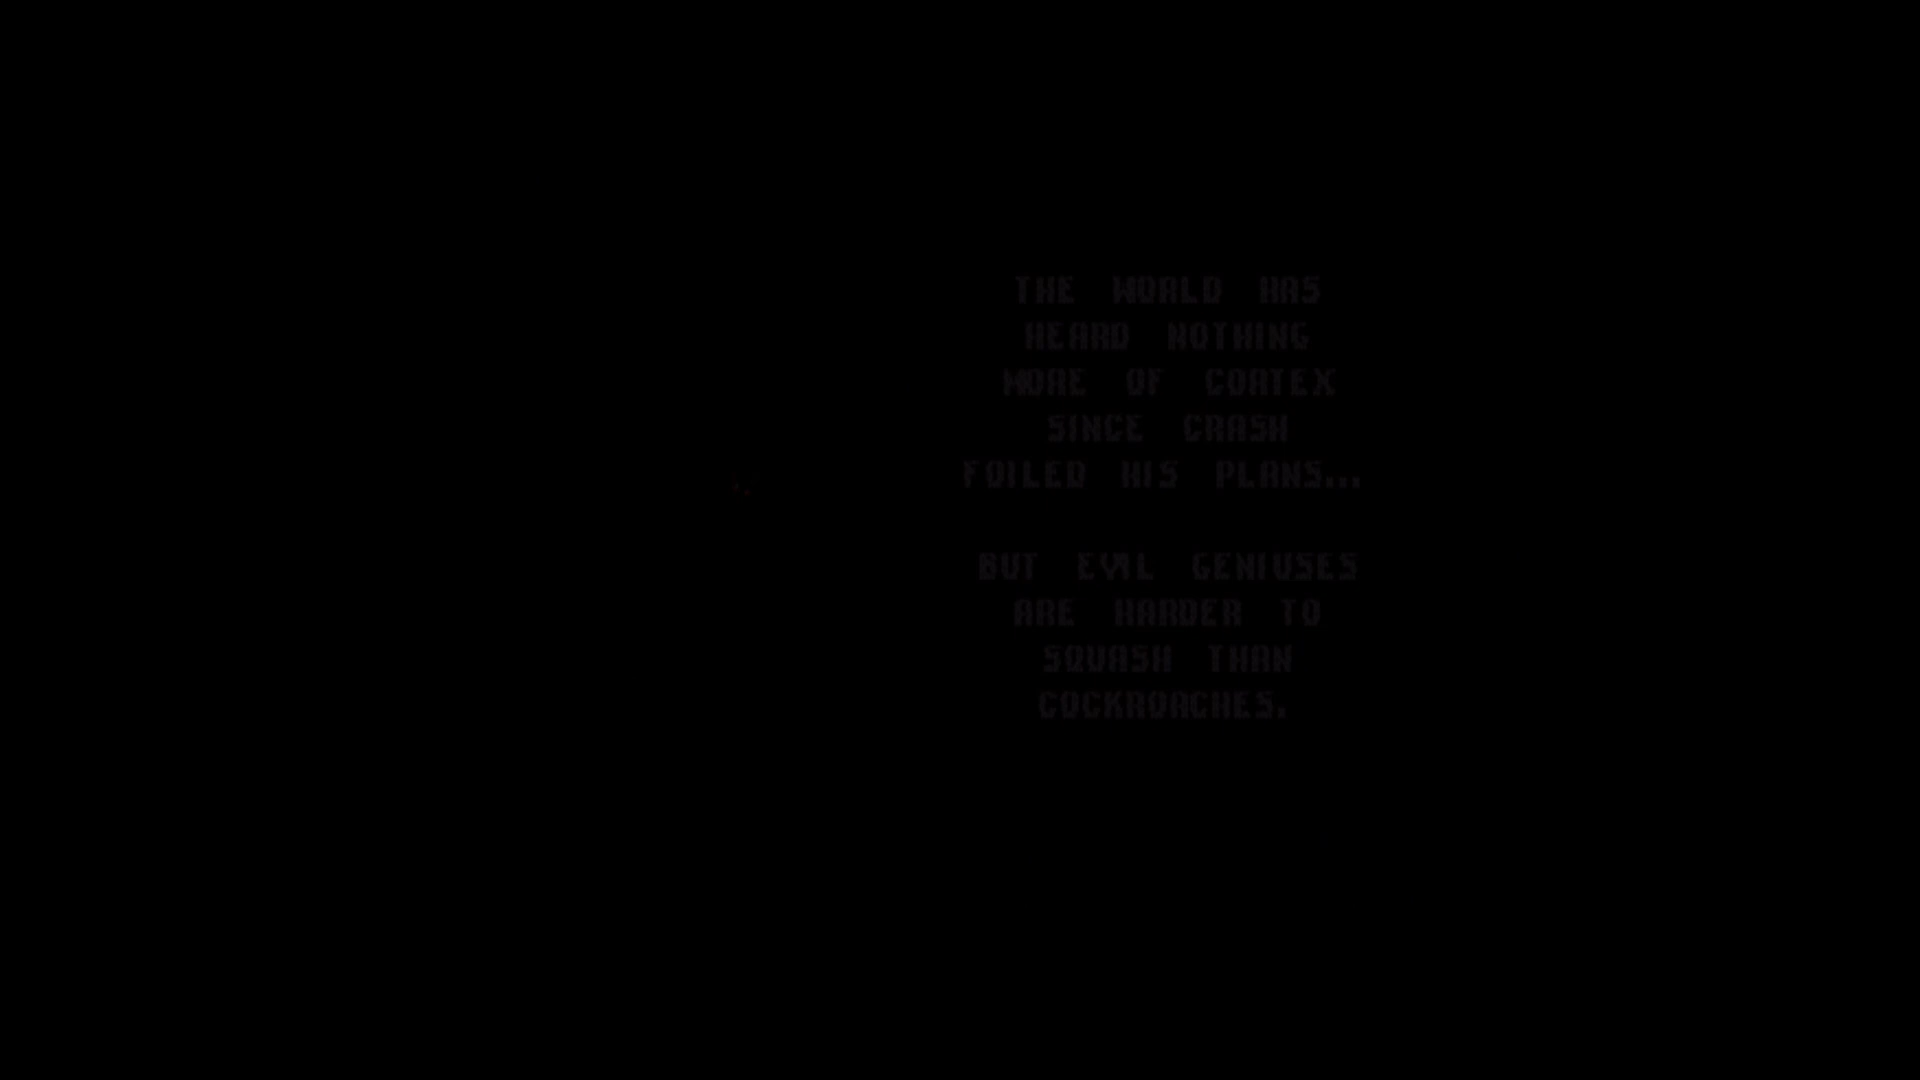 THE WORLD HAS
HEARD NOTHING
MORE OF CORTEX
SINCE CRASH
FOILED HIS PLANS...
BUT EVIL GENIUSES
ARE HARDER TO
SQUASH THAN
COCKROACHES.